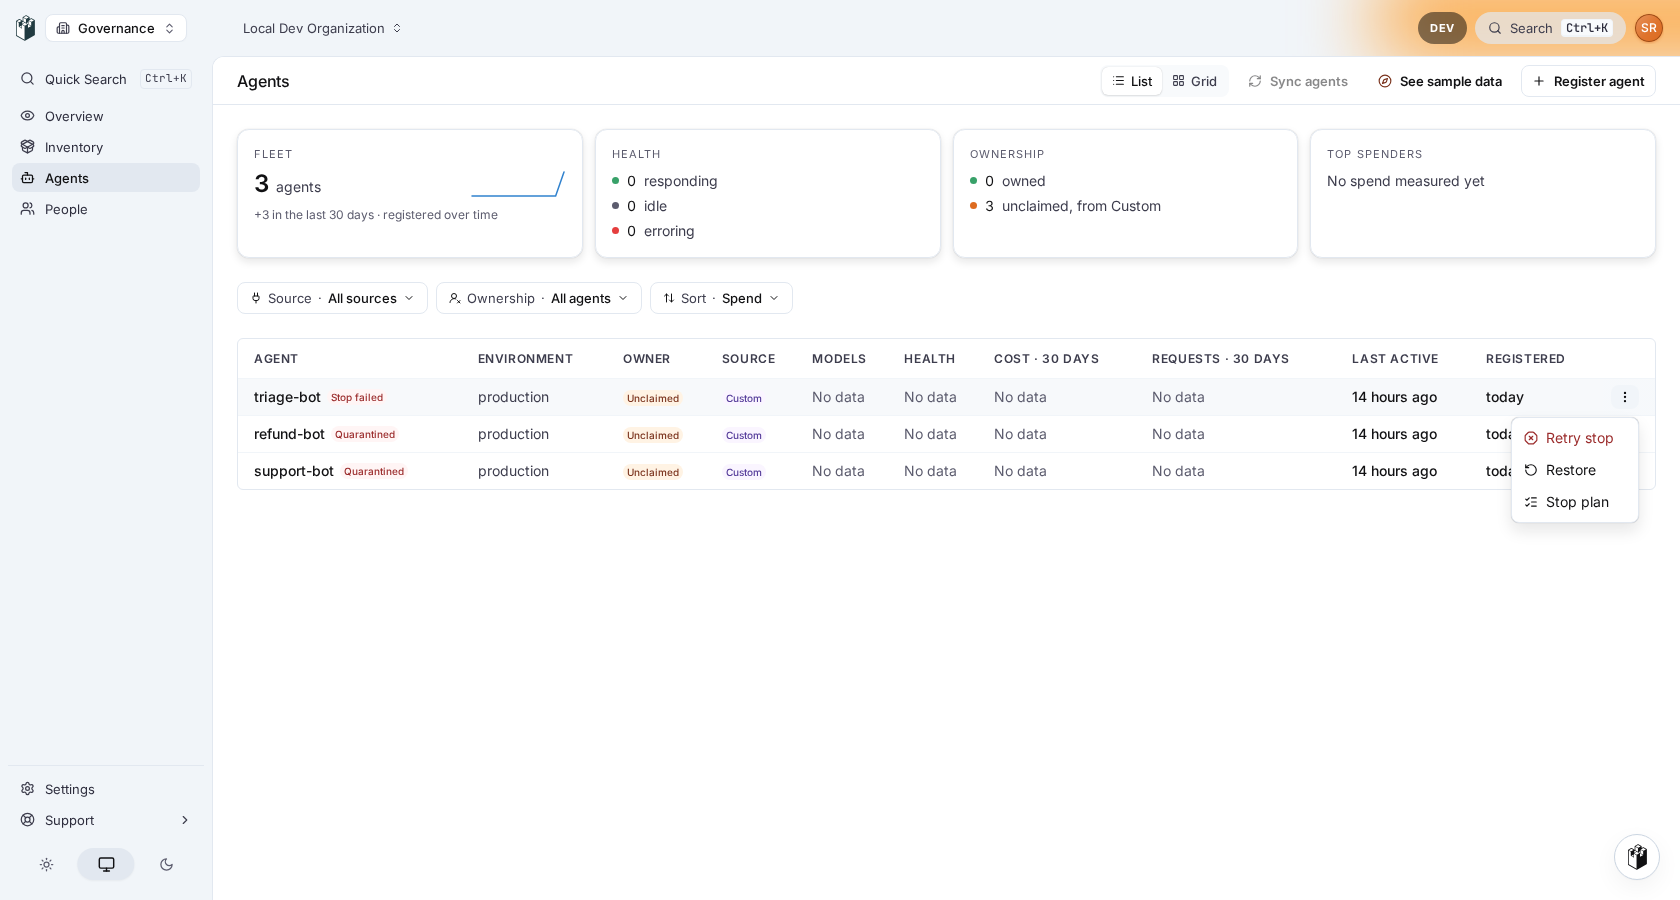 Governance
Local Dev Organization
DEV
Search Ctrl+K
SR
Quick Search Ctrl+K
Overview
Inventory
Agents
People
Agents
List
Grid
Sync agents
See sample data
Register agent
FLEET
3 agents
+3 in the last 30 days · registered over time
HEALTH
0 responding
0 idle
0 erroring
OWNERSHIP
0 owned
3 unclaimed, from Custom
TOP SPENDERS
No spend measured yet
Source · All sources
Ownership · All agents
Sort · Spend
AGENT ENVIRONMENT OWNER SOURCE MODELS HEALTH COST · 30 DAYS REQUESTS · 30 DAYS LAST ACTIVE REGISTERED
triage-bot Stop failed production Unclaimed Custom No data No data No data No data 14 hours ago today
refund-bot Quarantined production Unclaimed Custom No data No data No data No data 14 hours ago
support-bot Quarantined production Unclaimed Custom No data No data No data No data 14 hours ago
Retry stop
Restore
Stop plan
Settings
Support